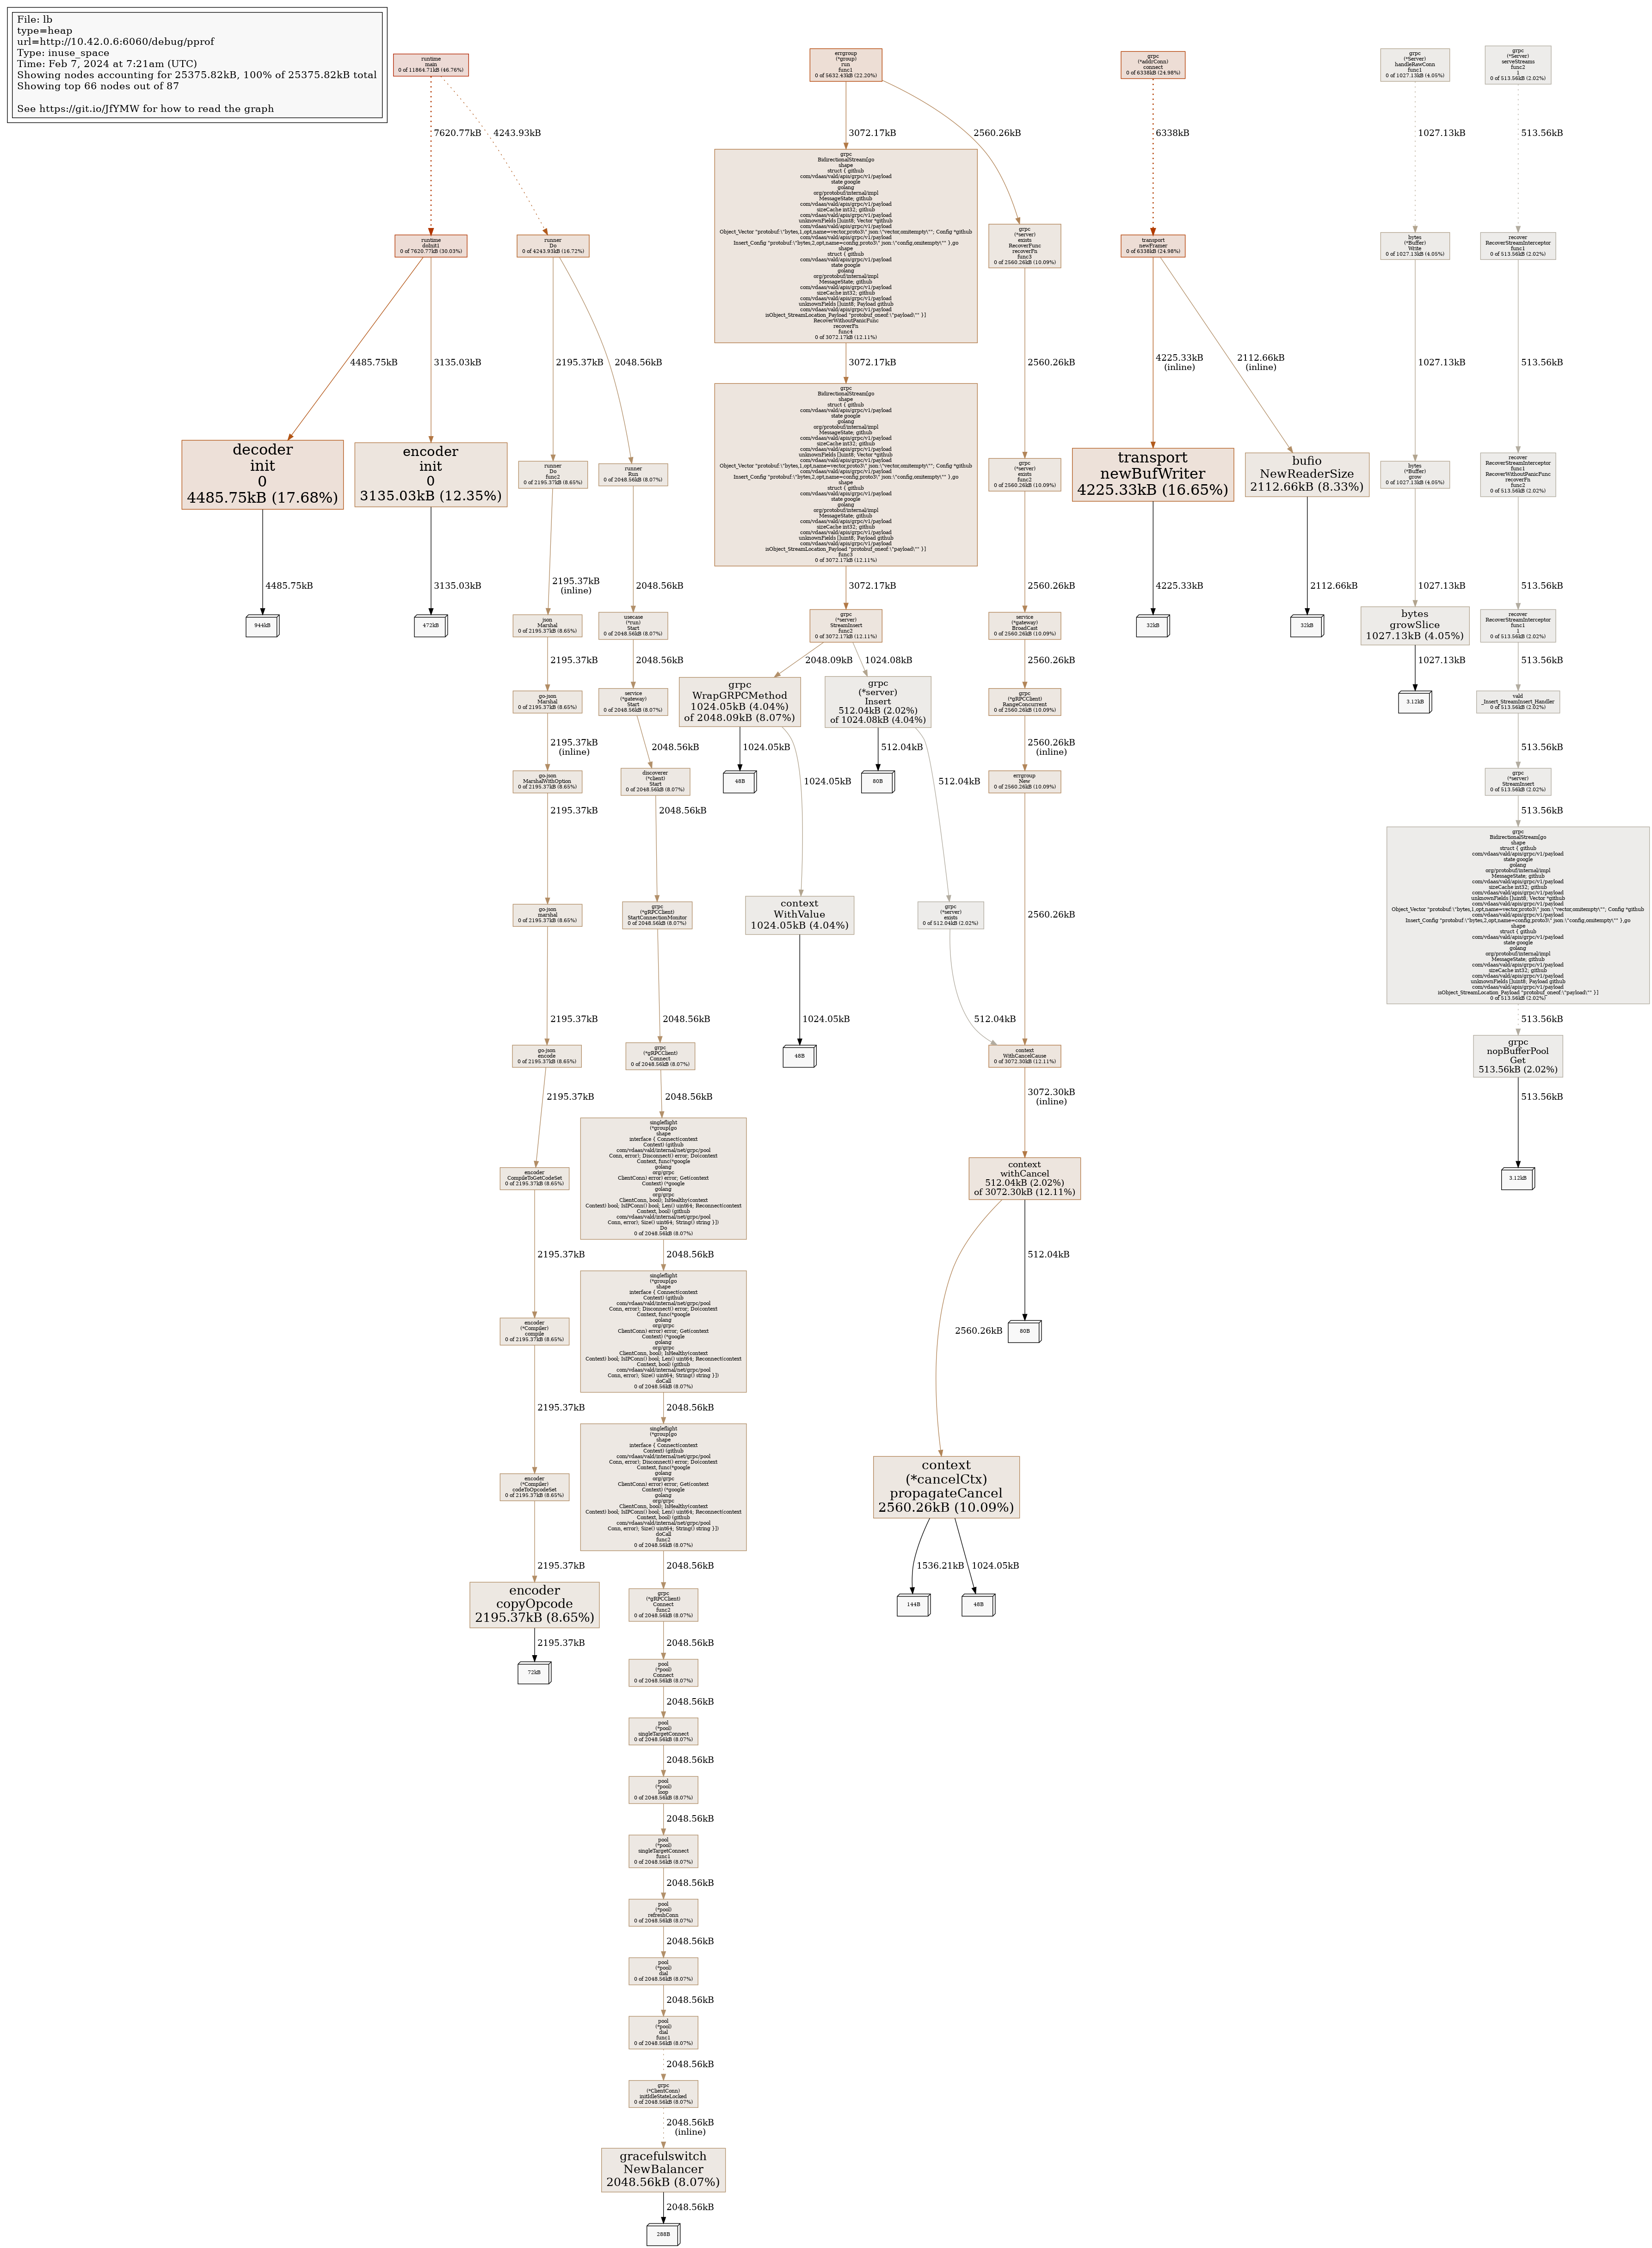 File: lb
type=heap
url=http://10.42.0.6:6060/debug/pprof
Type: inuse_space
Time: Feb 7, 2024 at 7:21am (UTC)
Showing nodes accounting for 25375.82kB, 100% of 25375.82kB total
Showing top 66 nodes out of 87
See https://git.io/JfYMW for how to read the graph
runtime
main
0 of 11864.71kB (46.76%)
7620.77kB
4243.93kB
runtime
doInit1
0 of 7620.77kB (30.03%)
4485.75kB
3135.03kB
decoder
init
0
4485.75kB (17.68%)
4485.75kB
944kB
encoder
init
0
3135.03kB (12.35%)
3135.03kB
472kB
runner
Do
0 of 4243.93kB (16.72%)
2195.37kB
2048.56kB
runner
Do
func2
0 of 2195.37kB (8.65%)
2195.37kB
(inline)
json
Marshal
0 of 2195.37kB (8.65%)
2195.37kB
go-json
Marshal
0 of 2195.37kB (8.65%)
2195.37kB
(inline)
go-json
MarshalWithOption
0 of 2195.37kB (8.65%)
2195.37kB
go-json
marshal
0 of 2195.37kB (8.65%)
2195.37kB
go-json
encode
0 of 2195.37kB (8.65%)
2195.37kB
encoder
CompileToGetCodeSet
0 of 2195.37kB (8.65%)
2195.37kB
encoder
(*Compiler)
compile
0 of 2195.37kB (8.65%)
2195.37kB
encoder
(*Compiler)
codeToOpcodeSet
0 of 2195.37kB (8.65%)
2195.37kB
encoder
copyOpcode
2195.37kB (8.65%)
2195.37kB
72kB
runner
Run
0 of 2048.56kB (8.07%)
2048.56kB
usecase
(*run)
Start
0 of 2048.56kB (8.07%)
2048.56kB
service
(*gateway)
Start
0 of 2048.56kB (8.07%)
2048.56kB
discoverer
(*client)
Start
0 of 2048.56kB (8.07%)
2048.56kB
grpc
(*gRPCClient)
StartConnectionMonitor
0 of 2048.56kB (8.07%)
2048.56kB
grpc
(*gRPCClient)
Connect
0 of 2048.56kB (8.07%)
2048.56kB
singleflight
(*group[go
shape
interface { Connect(context
Context) (github
com/vdaas/vald/internal/net/grpc/pool
Conn, error); Disconnect() error; Do(context
Context, func(*google
golang
org/grpc
ClientConn) error) error; Get(context
Context) (*google
golang
org/grpc
ClientConn, bool); IsHealthy(context
Context) bool; IsIPConn() bool; Len() uint64; Reconnect(context
Context, bool) (github
com/vdaas/vald/internal/net/grpc/pool
Conn, error); Size() uint64; String() string }])
Do
0 of 2048.56kB (8.07%)
2048.56kB
singleflight
(*group[go
shape
interface { Connect(context
Context) (github
com/vdaas/vald/internal/net/grpc/pool
Conn, error); Disconnect() error; Do(context
Context, func(*google
golang
org/grpc
ClientConn) error) error; Get(context
Context) (*google
golang
org/grpc
ClientConn, bool); IsHealthy(context
Context) bool; IsIPConn() bool; Len() uint64; Reconnect(context
Context, bool) (github
com/vdaas/vald/internal/net/grpc/pool
Conn, error); Size() uint64; String() string }])
doCall
0 of 2048.56kB (8.07%)
2048.56kB
singleflight
(*group[go
shape
interface { Connect(context
Context) (github
com/vdaas/vald/internal/net/grpc/pool
Conn, error); Disconnect() error; Do(context
Context, func(*google
golang
org/grpc
ClientConn) error) error; Get(context
Context) (*google
golang
org/grpc
ClientConn, bool); IsHealthy(context
Context) bool; IsIPConn() bool; Len() uint64; Reconnect(context
Context, bool) (github
com/vdaas/vald/internal/net/grpc/pool
Conn, error); Size() uint64; String() string }])
doCall
func2
0 of 2048.56kB (8.07%)
2048.56kB
grpc
(*gRPCClient)
Connect
func2
0 of 2048.56kB (8.07%)
2048.56kB
pool
(*pool)
Connect
0 of 2048.56kB (8.07%)
2048.56kB
pool
(*pool)
singleTargetConnect
0 of 2048.56kB (8.07%)
2048.56kB
pool
(*pool)
loop
0 of 2048.56kB (8.07%)
2048.56kB
pool
(*pool)
singleTargetConnect
func1
0 of 2048.56kB (8.07%)
2048.56kB
pool
(*pool)
refreshConn
0 of 2048.56kB (8.07%)
2048.56kB
pool
(*pool)
dial
0 of 2048.56kB (8.07%)
2048.56kB
pool
(*pool)
dial
func1
0 of 2048.56kB (8.07%)
2048.56kB
grpc
(*ClientConn)
initIdleStateLocked
0 of 2048.56kB (8.07%)
2048.56kB
(inline)
gracefulswitch
NewBalancer
2048.56kB (8.07%)
2048.56kB
288B
errgroup
(*group)
run
func1
0 of 5632.43kB (22.20%)
3072.17kB
2560.26kB
grpc
BidirectionalStream[go
shape
struct { github
com/vdaas/vald/apis/grpc/v1/payload
state google
golang
org/protobuf/internal/impl
MessageState; github
com/vdaas/vald/apis/grpc/v1/payload
sizeCache int32; github
com/vdaas/vald/apis/grpc/v1/payload
unknownFields []uint8; Vector *github
com/vdaas/vald/apis/grpc/v1/payload
Object_Vector "protobuf:\"bytes,1,opt,name=vector,proto3\" json:\"vector,omitempty\""; Config *github
com/vdaas/vald/apis/grpc/v1/payload
Insert_Config "protobuf:\"bytes,2,opt,name=config,proto3\" json:\"config,omitempty\"" },go
shape
struct { github
com/vdaas/vald/apis/grpc/v1/payload
state google
golang
org/protobuf/internal/impl
MessageState; github
com/vdaas/vald/apis/grpc/v1/payload
sizeCache int32; github
com/vdaas/vald/apis/grpc/v1/payload
unknownFields []uint8; Payload github
com/vdaas/vald/apis/grpc/v1/payload
isObject_StreamLocation_Payload "protobuf_oneof:\"payload\"" }]
RecoverWithoutPanicFunc
recoverFn
func4
0 of 3072.17kB (12.11%)
3072.17kB
grpc
BidirectionalStream[go
shape
struct { github
com/vdaas/vald/apis/grpc/v1/payload
state google
golang
org/protobuf/internal/impl
MessageState; github
com/vdaas/vald/apis/grpc/v1/payload
sizeCache int32; github
com/vdaas/vald/apis/grpc/v1/payload
unknownFields []uint8; Vector *github
com/vdaas/vald/apis/grpc/v1/payload
Object_Vector "protobuf:\"bytes,1,opt,name=vector,proto3\" json:\"vector,omitempty\""; Config *github
com/vdaas/vald/apis/grpc/v1/payload
Insert_Config "protobuf:\"bytes,2,opt,name=config,proto3\" json:\"config,omitempty\"" },go
shape
struct { github
com/vdaas/vald/apis/grpc/v1/payload
state google
golang
org/protobuf/internal/impl
MessageState; github
com/vdaas/vald/apis/grpc/v1/payload
sizeCache int32; github
com/vdaas/vald/apis/grpc/v1/payload
unknownFields []uint8; Payload github
com/vdaas/vald/apis/grpc/v1/payload
isObject_StreamLocation_Payload "protobuf_oneof:\"payload\"" }]
func3
0 of 3072.17kB (12.11%)
3072.17kB
grpc
(*server)
StreamInsert
func2
0 of 3072.17kB (12.11%)
2048.09kB
1024.08kB
grpc
WrapGRPCMethod
1024.05kB (4.04%)
of 2048.09kB (8.07%)
1024.05kB
48B
1024.05kB
context
WithValue
1024.05kB (4.04%)
1024.05kB
48B
grpc
(*server)
Insert
512.04kB (2.02%)
of 1024.08kB (4.04%)
512.04kB
80B
512.04kB
grpc
(*server)
exists
0 of 512.04kB (2.02%)
512.04kB
grpc
(*server)
exists
RecoverFunc
recoverFn
func3
0 of 2560.26kB (10.09%)
2560.26kB
grpc
(*server)
exists
func2
0 of 2560.26kB (10.09%)
2560.26kB
service
(*gateway)
BroadCast
0 of 2560.26kB (10.09%)
2560.26kB
grpc
(*gRPCClient)
RangeConcurrent
0 of 2560.26kB (10.09%)
2560.26kB
(inline)
errgroup
New
0 of 2560.26kB (10.09%)
2560.26kB
context
WithCancelCause
0 of 3072.30kB (12.11%)
3072.30kB
(inline)
context
withCancel
512.04kB (2.02%)
of 3072.30kB (12.11%)
512.04kB
80B
2560.26kB
context
(*cancelCtx)
propagateCancel
2560.26kB (10.09%)
1536.21kB
1024.05kB
144B
48B
grpc
(*addrConn)
connect
0 of 6338kB (24.98%)
6338kB
transport
newFramer
0 of 6338kB (24.98%)
4225.33kB
(inline)
2112.66kB
(inline)
transport
newBufWriter
4225.33kB (16.65%)
4225.33kB
32kB
bufio
NewReaderSize
2112.66kB (8.33%)
2112.66kB
32kB
grpc
(*Server)
handleRawConn
func1
0 of 1027.13kB (4.05%)
1027.13kB
bytes
(*Buffer)
Write
0 of 1027.13kB (4.05%)
1027.13kB
bytes
(*Buffer)
grow
0 of 1027.13kB (4.05%)
1027.13kB
bytes
growSlice
1027.13kB (4.05%)
1027.13kB
3.12kB
grpc
(*Server)
serveStreams
func2
1
0 of 513.56kB (2.02%)
513.56kB
recover
RecoverStreamInterceptor
func1
0 of 513.56kB (2.02%)
513.56kB
recover
RecoverStreamInterceptor
func1
RecoverWithoutPanicFunc
recoverFn
func2
0 of 513.56kB (2.02%)
513.56kB
recover
RecoverStreamInterceptor
func1
1
0 of 513.56kB (2.02%)
513.56kB
vald
_Insert_StreamInsert_Handler
0 of 513.56kB (2.02%)
513.56kB
grpc
(*server)
StreamInsert
0 of 513.56kB (2.02%)
513.56kB
grpc
BidirectionalStream[go
shape
struct { github
com/vdaas/vald/apis/grpc/v1/payload
state google
golang
org/protobuf/internal/impl
MessageState; github
com/vdaas/vald/apis/grpc/v1/payload
sizeCache int32; github
com/vdaas/vald/apis/grpc/v1/payload
unknownFields []uint8; Vector *github
com/vdaas/vald/apis/grpc/v1/payload
Object_Vector "protobuf:\"bytes,1,opt,name=vector,proto3\" json:\"vector,omitempty\""; Config *github
com/vdaas/vald/apis/grpc/v1/payload
Insert_Config "protobuf:\"bytes,2,opt,name=config,proto3\" json:\"config,omitempty\"" },go
shape
struct { github
com/vdaas/vald/apis/grpc/v1/payload
state google
golang
org/protobuf/internal/impl
MessageState; github
com/vdaas/vald/apis/grpc/v1/payload
sizeCache int32; github
com/vdaas/vald/apis/grpc/v1/payload
unknownFields []uint8; Payload github
com/vdaas/vald/apis/grpc/v1/payload
isObject_StreamLocation_Payload "protobuf_oneof:\"payload\"" }]
0 of 513.56kB (2.02%)
513.56kB
grpc
nopBufferPool
Get
513.56kB (2.02%)
513.56kB
3.12kB